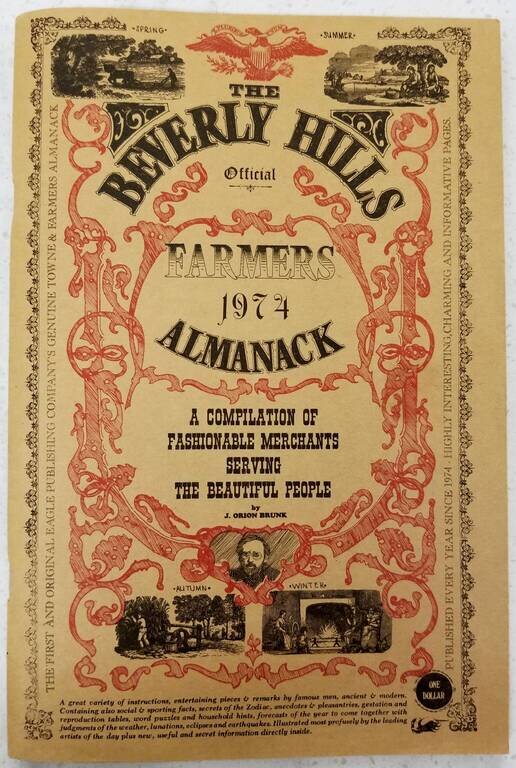 ·SPRING·
·SUMMER·
THE
BEVERLY HILLS
Official
FARMERS
1974
ALMANACK
A COMPILATION OF
FASHIONABLE MERCHANTS
SERVING
THE BEAUTIFUL PEOPLE
by
J. ORION BRUNK
·AUTUMN·
·WINTER·
THE FIRST AND ORIGINAL EAGLE PUBLISHING COMPANY'S GENUINE TOWNE & FARMERS ALMANACK
PUBLISHED EVERY YEAR SINCE 1974 - HIGHLY INTERESTING, CHARMING AND INFORMATIVE PAGES
ONE
DOLLAR
A great variety of instructions, entertaining pieces & remarks by famous men, ancient & modern.
Containing also social & sporting facts, secrets of the Zodiac, anecdotes & pleasantries, gestation and
reproduction tables, word puzzles and household hints, forecasts of the year to come together with
judgments of the weather, lunations, eclipses and earthquakes. Illustrated most profusely by the leading
artists of the day plus new, useful and secret information directly inside.